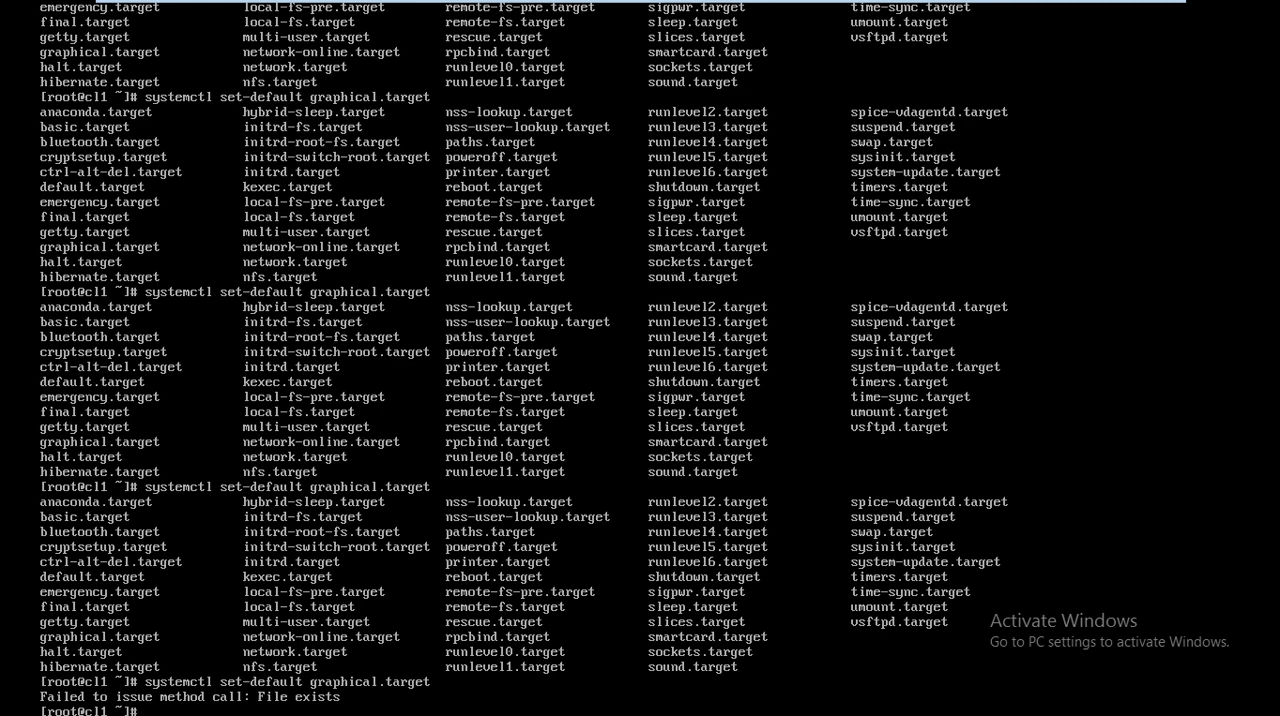 emergency.target local-fs-pre.target remote-fs-pre.target sigpwr.target time-sync.target
final.target local-fs.target remote-fs.target sleep.target umount.target
getty.target multi-user.target rescue.target slices.target vsftpd.target
graphical.target network-online.target rpcbind.target smartcard.target
halt.target network.target runlevel0.target sockets.target
hibernate.target nfs.target runlevel1.target sound.target
[root@cl1 ~]# systemctl set-default graphical.target
anaconda.target hybrid-sleep.target nss-lookup.target runlevel2.target spice-vdagentd.target
basic.target initrd-fs.target nss-user-lookup.target runlevel3.target suspend.target
bluetooth.target initrd-root-fs.target paths.target runlevel4.target swap.target
cryptsetup.target initrd-switch-root.target poweroff.target runlevel5.target sysinit.target
ctrl-alt-del.target initrd.target printer.target runlevel6.target system-update.target
default.target kexec.target reboot.target shutdown.target timers.target
emergency.target local-fs-pre.target remote-fs-pre.target sigpwr.target time-sync.target
final.target local-fs.target remote-fs.target sleep.target umount.target
getty.target multi-user.target rescue.target slices.target vsftpd.target
graphical.target network-online.target rpcbind.target smartcard.target
halt.target network.target runlevel0.target sockets.target
hibernate.target nfs.target runlevel1.target sound.target
[root@cl1 ~]# systemctl set-default graphical.target
anaconda.target hybrid-sleep.target nss-lookup.target runlevel2.target spice-vdagentd.target
basic.target initrd-fs.target nss-user-lookup.target runlevel3.target suspend.target
bluetooth.target initrd-root-fs.target paths.target runlevel4.target swap.target
cryptsetup.target initrd-switch-root.target poweroff.target runlevel5.target sysinit.target
ctrl-alt-del.target initrd.target printer.target runlevel6.target system-update.target
default.target kexec.target reboot.target shutdown.target timers.target
emergency.target local-fs-pre.target remote-fs-pre.target sigpwr.target time-sync.target
final.target local-fs.target remote-fs.target sleep.target umount.target
getty.target multi-user.target rescue.target slices.target vsftpd.target
graphical.target network-online.target rpcbind.target smartcard.target
halt.target network.target runlevel0.target sockets.target
hibernate.target nfs.target runlevel1.target sound.target
[root@cl1 ~]# systemctl set-default graphical.target
anaconda.target hybrid-sleep.target nss-lookup.target runlevel2.target spice-vdagentd.target
basic.target initrd-fs.target nss-user-lookup.target runlevel3.target suspend.target
bluetooth.target initrd-root-fs.target paths.target runlevel4.target swap.target
cryptsetup.target initrd-switch-root.target poweroff.target runlevel5.target sysinit.target
ctrl-alt-del.target initrd.target printer.target runlevel6.target system-update.target
default.target kexec.target reboot.target shutdown.target timers.target
emergency.target local-fs-pre.target remote-fs-pre.target sigpwr.target time-sync.target
final.target local-fs.target remote-fs.target sleep.target umount.target
getty.target multi-user.target rescue.target slices.target vsftpd.target
graphical.target network-online.target rpcbind.target smartcard.target
halt.target network.target runlevel0.target sockets.target
hibernate.target nfs.target runlevel1.target sound.target
[root@cl1 ~]# systemctl set-default graphical.target
Failed to issue method call: File exists
[root@cl1 ~]#
Activate Windows
Go to PC settings to activate Windows.